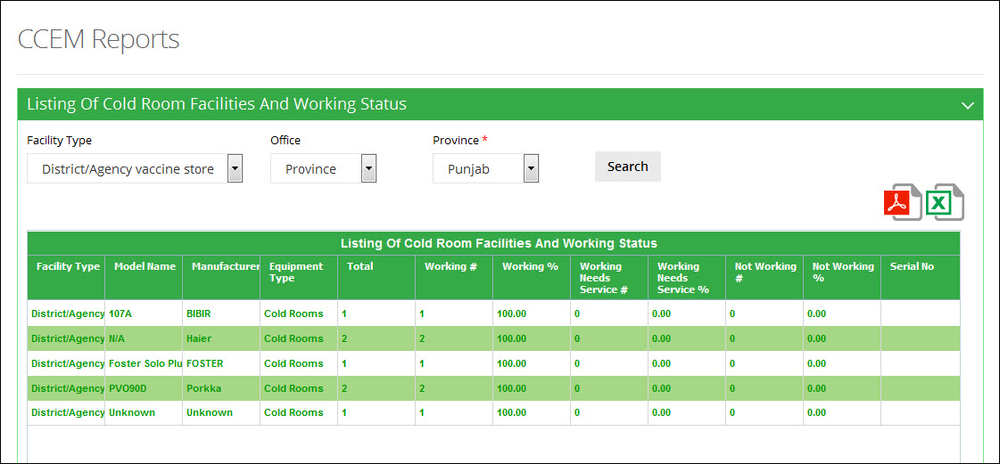 CCEM Reports
Listing Of Cold Room Facilities And Working Status
Facility Type Office Province *
District/Agency vaccine store Province Punjab Search
Listing Of Cold Room Facilities And Working Status
Facility Type Model Name Manufacturer Equipment Type Total Working # Working % Working Needs Service # Working Needs Service % Not Working # Not Working % Serial No
District/Agency 107A BIBIR Cold Rooms 1 1 100.00 0 0.00 0 0.00
District/Agency N/A Haier Cold Rooms 2 2 100.00 0 0.00 0 0.00
District/Agency Foster Solo Plu FOSTER Cold Rooms 1 1 100.00 0 0.00 0 0.00
District/Agency PVO90D Porkka Cold Rooms 2 2 100.00 0 0.00 0 0.00
District/Agency Unknown Unknown Cold Rooms 1 1 100.00 0 0.00 0 0.00